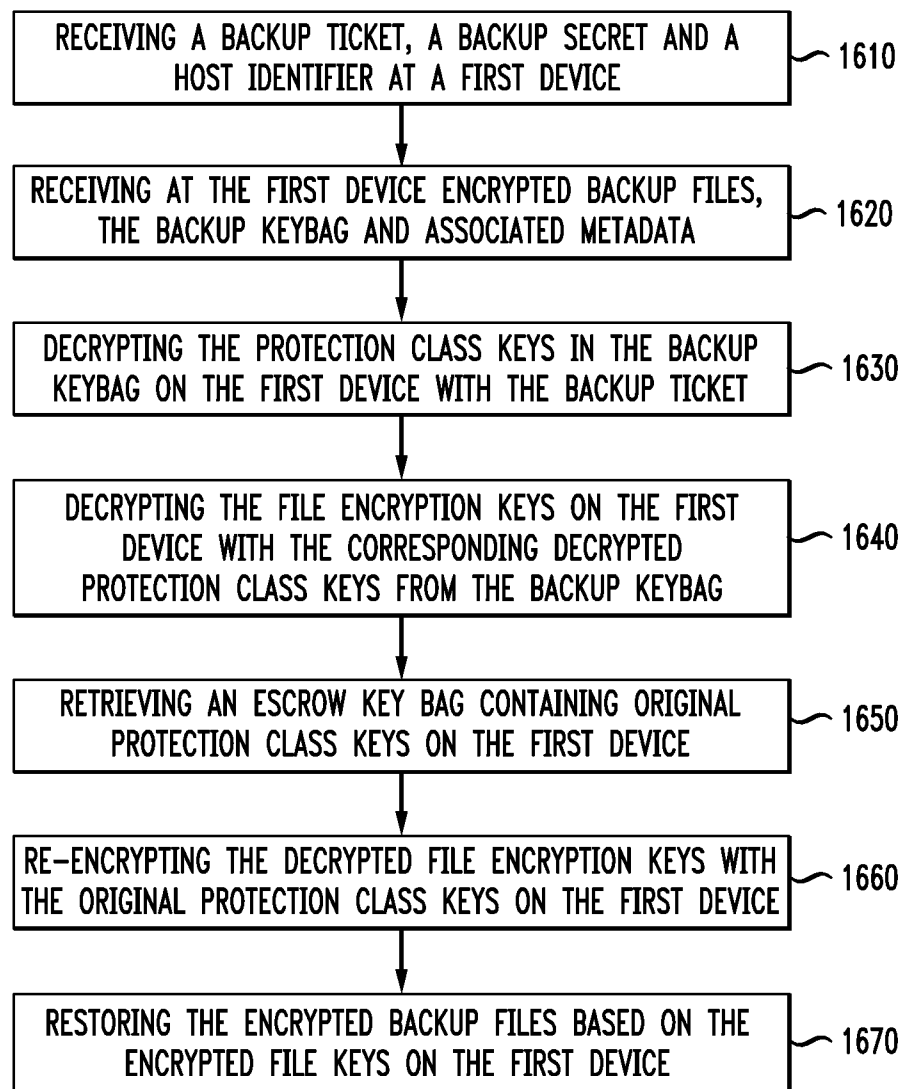 RECEIVING A BACKUP TICKET, A BACKUP SECRET AND A
HOST IDENTIFIER AT A FIRST DEVICE
1610
RECEIVING AT THE FIRST DEVICE ENCRYPTED BACKUP FILES,
THE BACKUP KEYBAG AND ASSOCIATED METADATA
1620
DECRYPTING THE PROTECTION CLASS KEYS IN THE BACKUP
KEYBAG ON THE FIRST DEVICE WITH THE BACKUP TICKET
1630
DECRYPTING THE FILE ENCRYPTION KEYS ON THE FIRST
DEVICE WITH THE CORRESPONDING DECRYPTED
PROTECTION CLASS KEYS FROM THE BACKUP KEYBAG
1640
RETRIEVING AN ESCROW KEY BAG CONTAINING ORIGINAL
PROTECTION CLASS KEYS ON THE FIRST DEVICE
1650
RE-ENCRYPTING THE DECRYPTED FILE ENCRYPTION KEYS WITH
THE ORIGINAL PROTECTION CLASS KEYS ON THE FIRST DEVICE
1660
RESTORING THE ENCRYPTED BACKUP FILES BASED ON THE
ENCRYPTED FILE KEYS ON THE FIRST DEVICE
1670